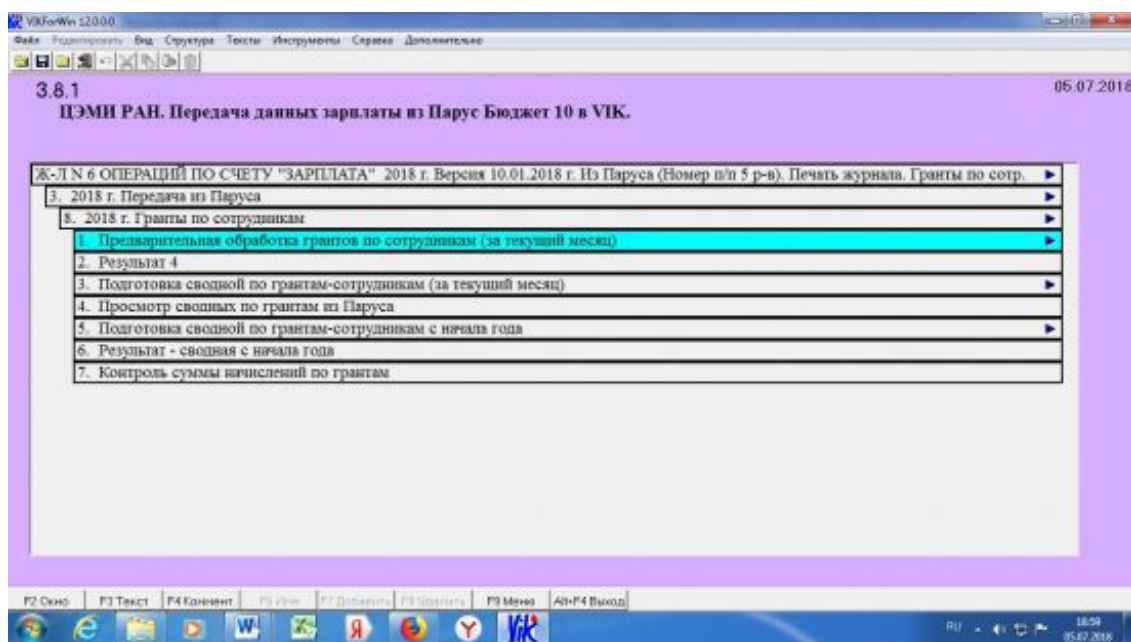 VIKForWin 12.0.0.0
Файл Редактировать Вид Структура Тексты Инструменты Справка Дополнительно
3.8.1
05.07.2018
ЦЭМИ РАН. Передача данных зарплаты из Парус Бюджет 10 в VIK.
Ж-Л N 6 ОПЕРАЦИЙ ПО СЧЕТУ "ЗАРПЛАТА" 2018 г. Версия 10.01.2018 г. Из Паруса (Номер п/п 5 р-в). Печать журнала. Гранты по сотр.
3. 2018 г. Передача из Паруса
8. 2018 г. Гранты по сотрудникам
1. Предварительная обработка грантов по сотрудникам (за текущий месяц)
2. Результат 4
3. Подготовка сводной по грантам-сотрудникам (за текущий месяц)
4. Просмотр сводных по грантам из Паруса
5. Подготовка сводной по грантам-сотрудникам с начала года
6. Результат - сводная с начала года
7. Контроль суммы начислений по грантам
F2 Окно F3 Текст F4 Коммент. F7 Добавить F8 Удалить F9 Меню Alt+F4 Выход
W Я Y Vik RU 18:59
05.07.2018